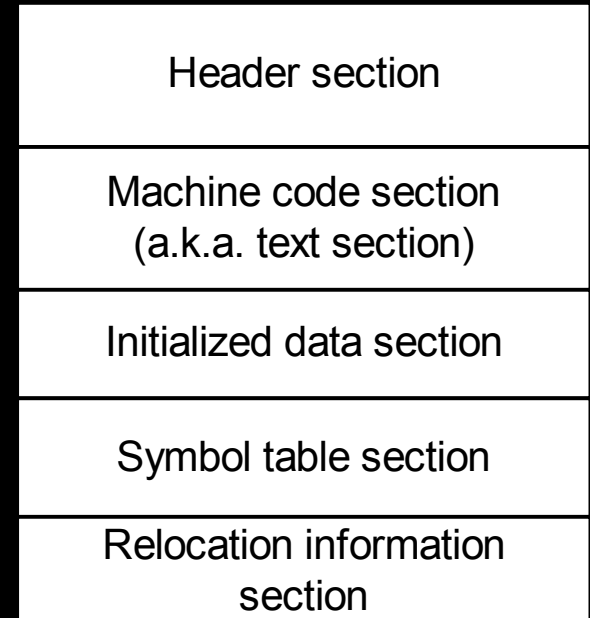 Header section
Machine code section
(a.k.a. text section)
Initialized data section
Symbol table section
Relocation information
section